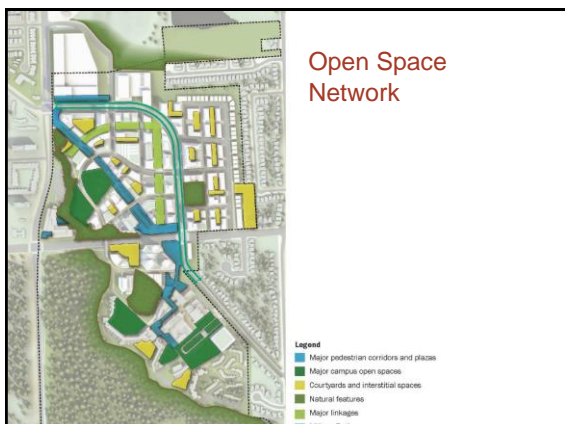 Open Space
Network
Legend
Major pedestrian corridors and plazas
Major campus open spaces
Courtyards and interstitial spaces
Natural features
Major linkages